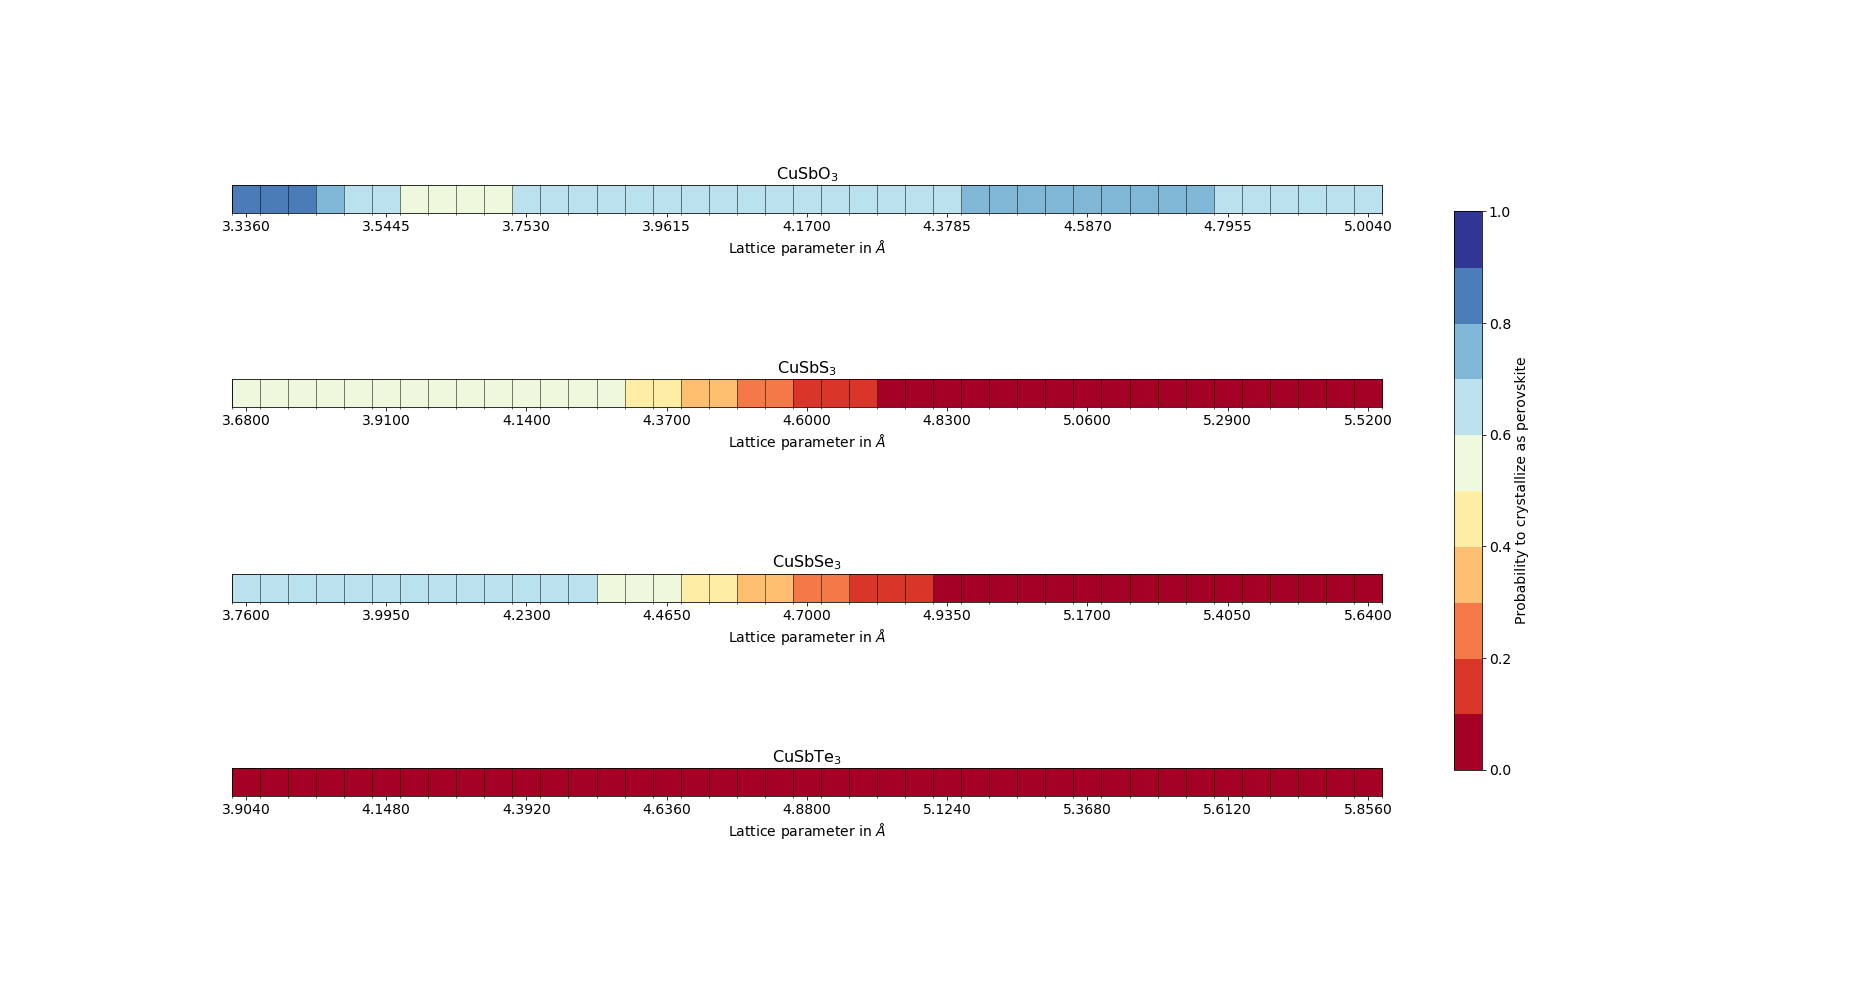 CuSbO₃
3.3360 3.5445 3.7530 3.9615 4.1700 4.3785 4.5870 4.7955 5.0040
Lattice parameter in Å
CuSbS₃
3.6800 3.9100 4.1400 4.3700 4.6000 4.8300 5.0600 5.2900 5.5200
Lattice parameter in Å
CuSbSe₃
3.7600 3.9950 4.2300 4.4650 4.7000 4.9350 5.1700 5.4050 5.6400
Lattice parameter in Å
CuSbTe₃
3.9040 4.1480 4.3920 4.6360 4.8800 5.1240 5.3680 5.6120 5.8560
Lattice parameter in Å
1.0
0.8
0.6
0.4
0.2
0.0
Probability to crystallize as perovskite